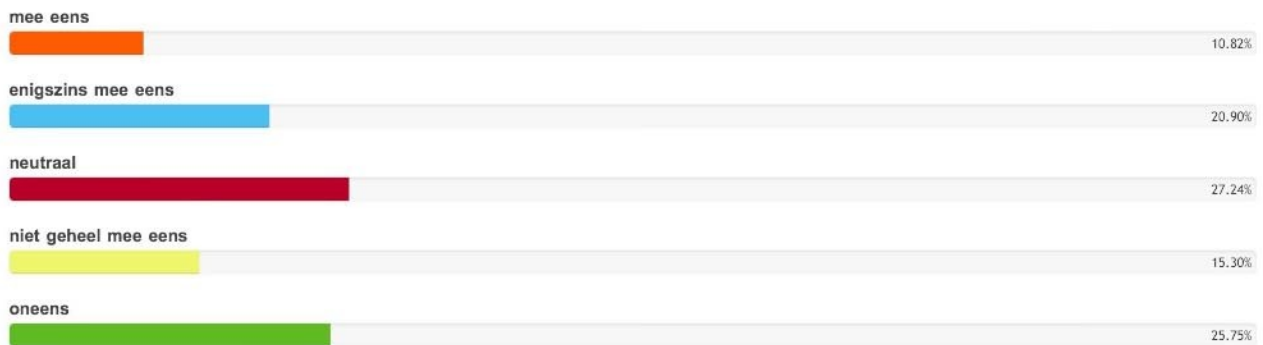 mee eens
10.82%
enigszins mee eens
20.90%
neutraal
27.24%
niet geheel mee eens
15.30%
oneens
25.75%